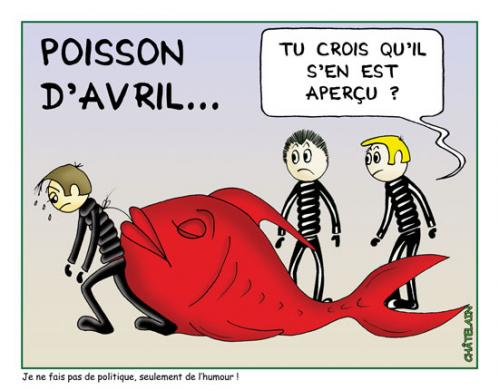 POISSON
D'AVRIL...
TU CROIS QU'IL
S'EN EST
APERÇU ?
CHÂTELAIN
Je ne fais pas de politique, seulement de l'humour !